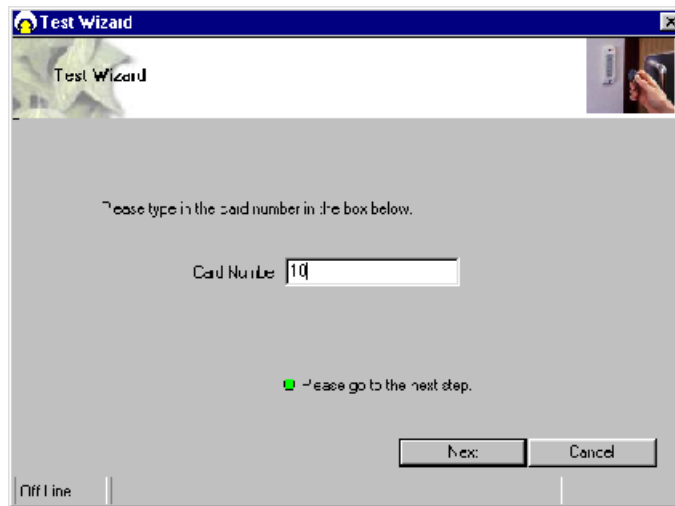 Test Wizard
Test Wizard
Please type in the card number in the box below.
Card Number 10
Please go to the next step.
Next Cancel
Off Line